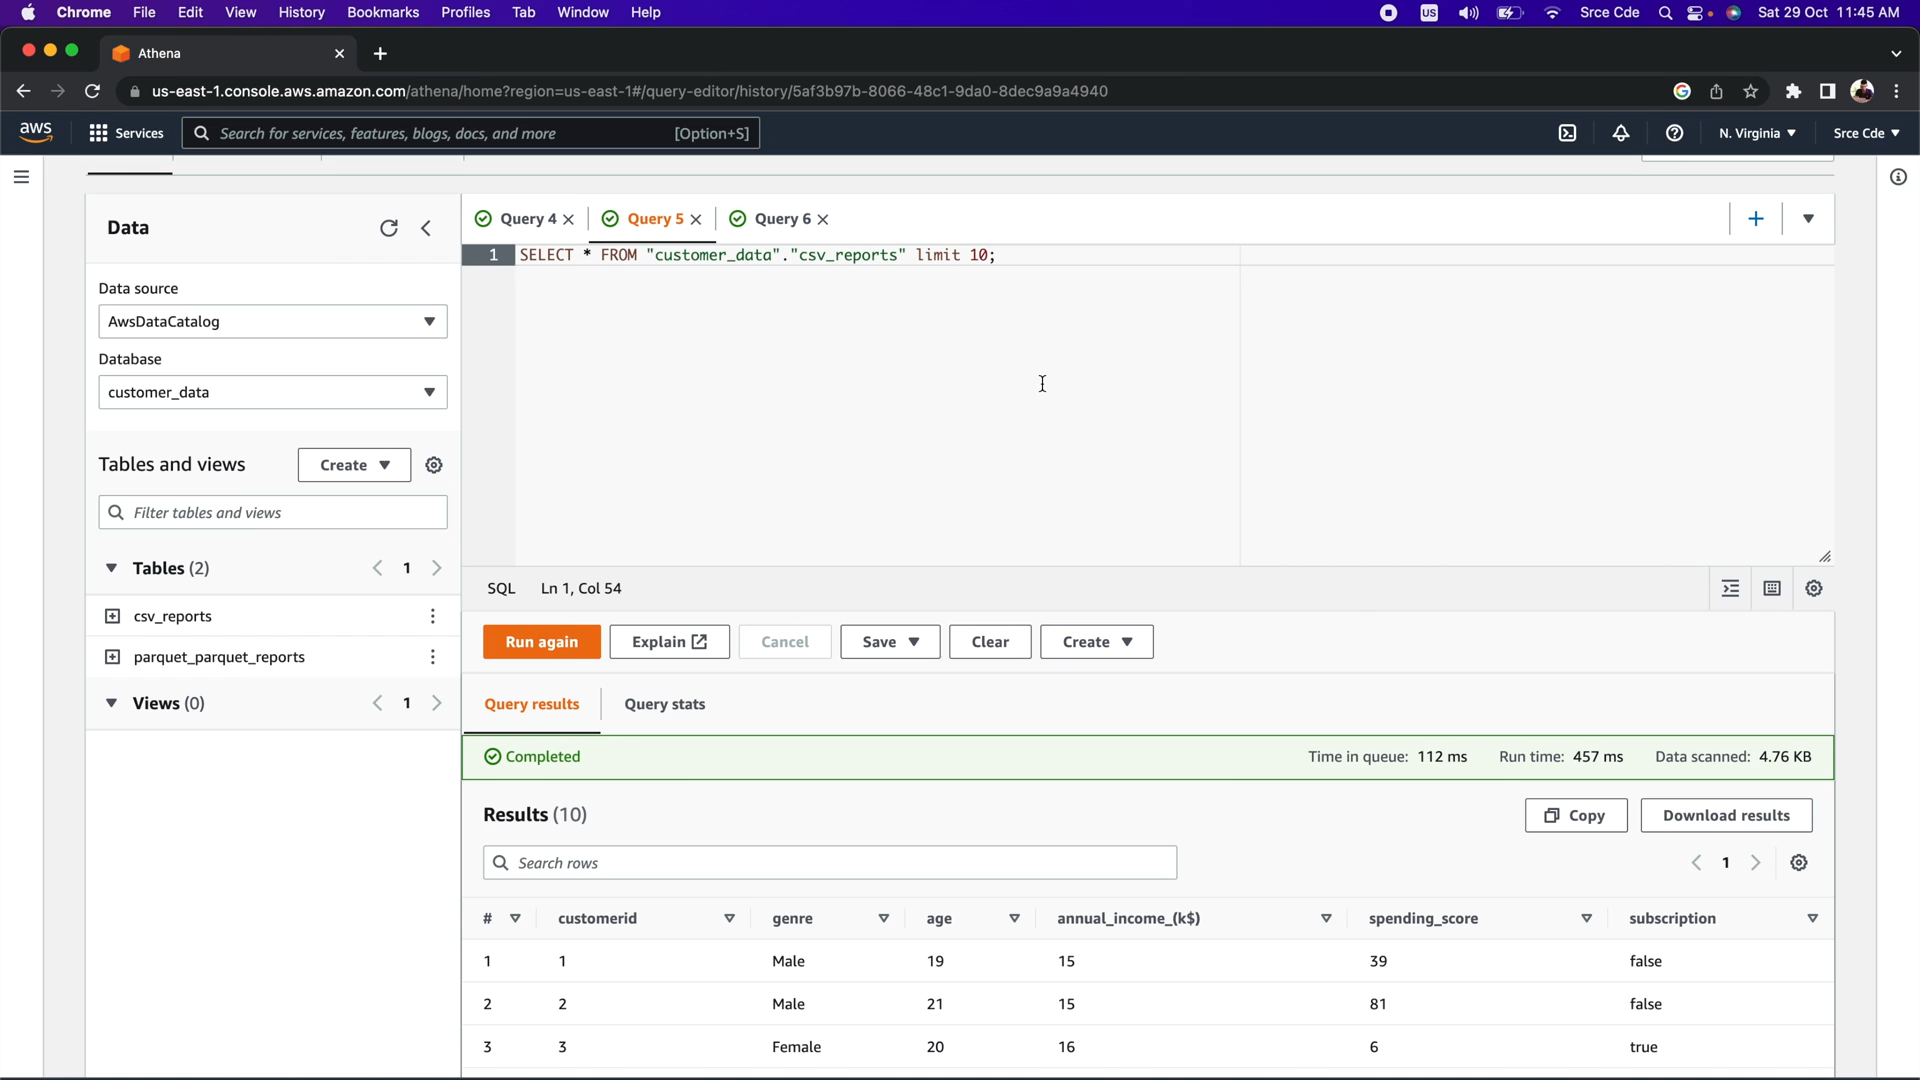 Chrome File Edit View History Bookmarks Profiles Tab Window Help US Srce Cde Sat 29 Oct 11:45 AM
Athena
us-east-1.console.aws.amazon.com/athena/home?region=us-east-1#/query-editor/history/5af3b97b-8066-48c1-9da0-8dec9a9a4940
aws Services Search for services, features, blogs, docs, and more [Option+S] N. Virginia Srce Cde
Data
Query 4 Query 5 Query 6
1 SELECT * FROM "customer_data"."csv_reports" limit 10;
Data source
AwsDataCatalog
Database
customer_data
Tables and views Create
Filter tables and views
Tables (2) 1
csv_reports
parquet_parquet_reports
Views (0) 1
SQL Ln 1, Col 54
Run again Explain Cancel Save Clear Create
Query results Query stats
Completed Time in queue: 112 ms Run time: 457 ms Data scanned: 4.76 KB
Results (10) Copy Download results
Search rows 1
# customerid genre age annual_income_(k$) spending_score subscription
1 1 Male 19 15 39 false
2 2 Male 21 15 81 false
3 3 Female 20 16 6 true